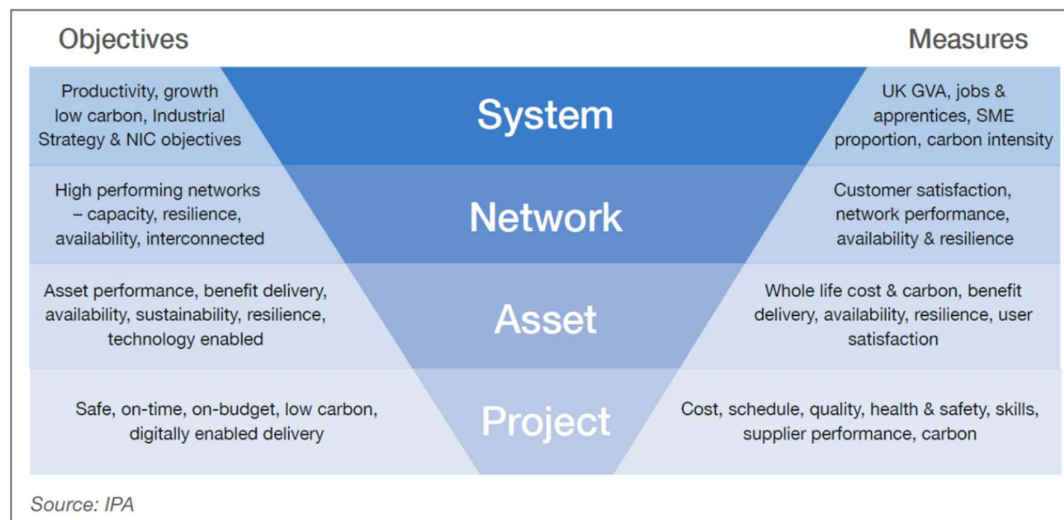 Objectives
Measures
Productivity, growth
low carbon, Industrial
Strategy & NIC objectives
System
UK GVA, jobs &
apprentices, SME
proportion, carbon intensity
High performing networks
– capacity, resilience,
availability, interconnected
Network
Customer satisfaction,
network performance,
availability & resilience
Asset performance, benefit delivery,
availability, sustainability, resilience,
technology enabled
Asset
Whole life cost & carbon, benefit
delivery, availability, resilience, user
satisfaction
Safe, on-time, on-budget, low carbon,
digitally enabled delivery
Project
Cost, schedule, quality, health & safety, skills,
supplier performance, carbon
Source: IPA